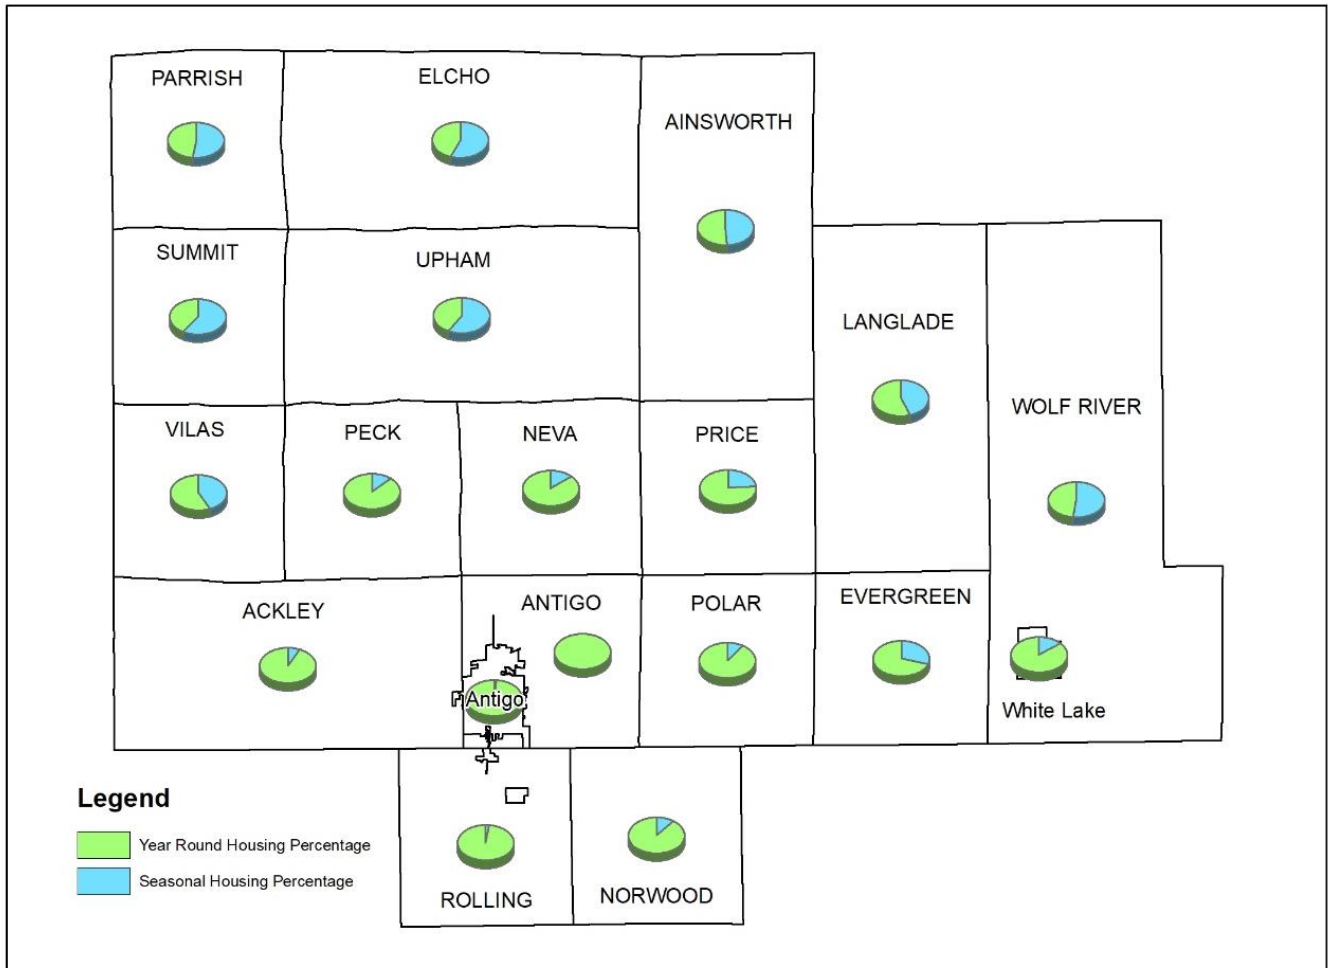 PARRISH
ELCHO
AINSWORTH
SUMMIT
UPHAM
LANGLADE
WOLF RIVER
VILAS
PECK
NEVA
PRICE
ACKLEY
ANTIGO
POLAR
EVERGREEN
Antigo
White Lake
Legend
Year Round Housing Percentage
Seasonal Housing Percentage
ROLLING
NORWOOD